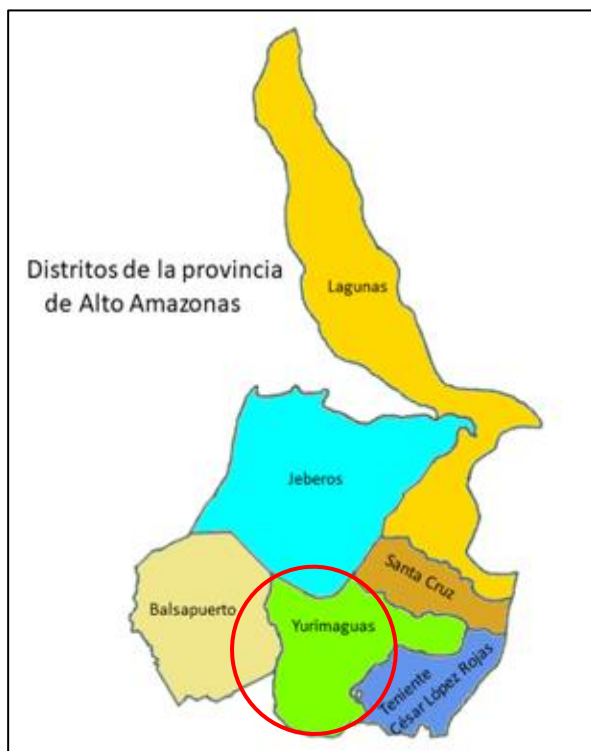 Distritos de la provincia
de Alto Amazonas
Lagunas
Jeberos
Santa Cruz
Balsapuerto
Yurimaguas
Teniente
César López Rojas